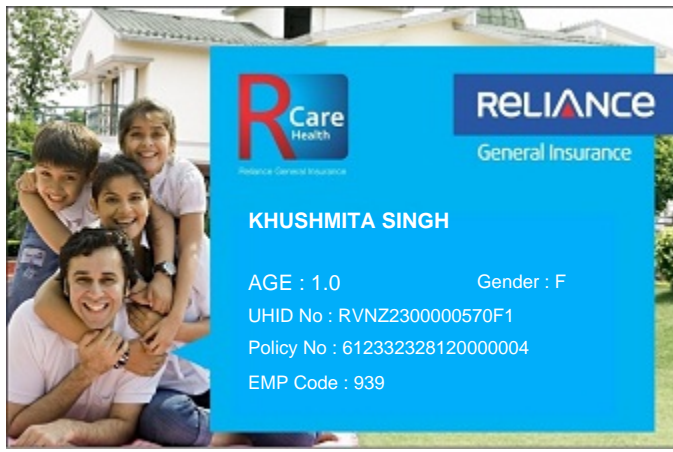 R Care
Health
Reliance General Insurance
RELIANCE
General Insurance
KHUSHMITA SINGH
AGE : 1.0 Gender : F
UHID No : RVNZ2300000570F1
Policy No : 612332328120000004
EMP Code : 939